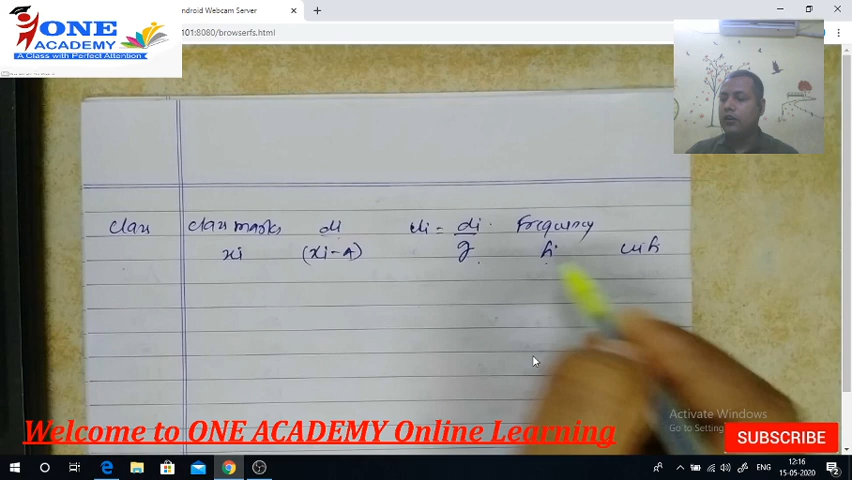 ONE
ACADEMY
A Class with Perfect Attention
ndroid Webcam Server
101:8080/browserfs.html
Class
Class marks
di
ui = di
Frequency
xi
(xi-A)
g
fi
uifi
Activate Windows
Go to Setting
Welcome to ONE ACADEMY Online Learning
SUBSCRIBE
ENG
12:16
15-05-2020
2